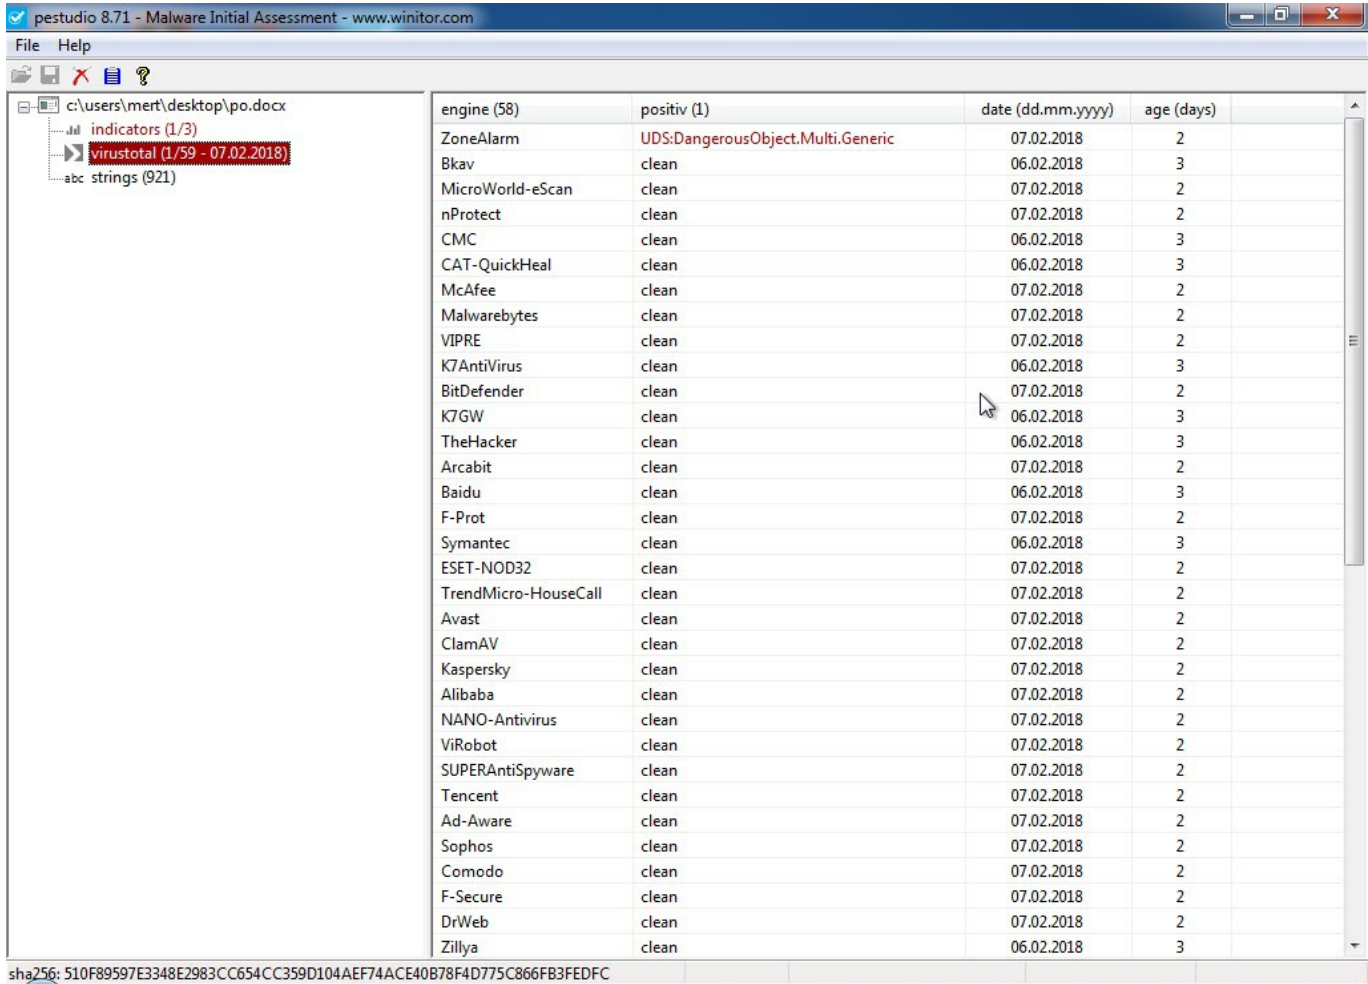 pestudio 8.71 - Malware Initial Assessment - www.winitor.com
File Help
c:\users\mert\desktop\po.docx
indicators (1/3)
virustotal (1/59 - 07.02.2018)
abc strings (921)
engine (58) positiv (1) date (dd.mm.yyyy) age (days)
ZoneAlarm UDS:DangerousObject.Multi.Generic 07.02.2018 2
Bkav clean 06.02.2018 3
MicroWorld-eScan clean 07.02.2018 2
nProtect clean 07.02.2018 2
CMC clean 06.02.2018 3
CAT-QuickHeal clean 06.02.2018 3
McAfee clean 07.02.2018 2
Malwarebytes clean 07.02.2018 2
VIPRE clean 07.02.2018 2
K7AntiVirus clean 06.02.2018 3
BitDefender clean 07.02.2018 2
K7GW clean 06.02.2018 3
TheHacker clean 06.02.2018 3
Arcabit clean 07.02.2018 2
Baidu clean 06.02.2018 3
F-Prot clean 07.02.2018 2
Symantec clean 06.02.2018 3
ESET-NOD32 clean 07.02.2018 2
TrendMicro-HouseCall clean 07.02.2018 2
Avast clean 07.02.2018 2
ClamAV clean 07.02.2018 2
Kaspersky clean 07.02.2018 2
Alibaba clean 07.02.2018 2
NANO-Antivirus clean 07.02.2018 2
ViRobot clean 07.02.2018 2
SUPERAntiSpyware clean 07.02.2018 2
Tencent clean 07.02.2018 2
Ad-Aware clean 07.02.2018 2
Sophos clean 07.02.2018 2
Comodo clean 07.02.2018 2
F-Secure clean 07.02.2018 2
DrWeb clean 07.02.2018 2
Zillya clean 06.02.2018 3
sha256: 510F89597E3348E2983CC654CC359D104AEF74ACE40B78F4D775C866FB3FEDFC